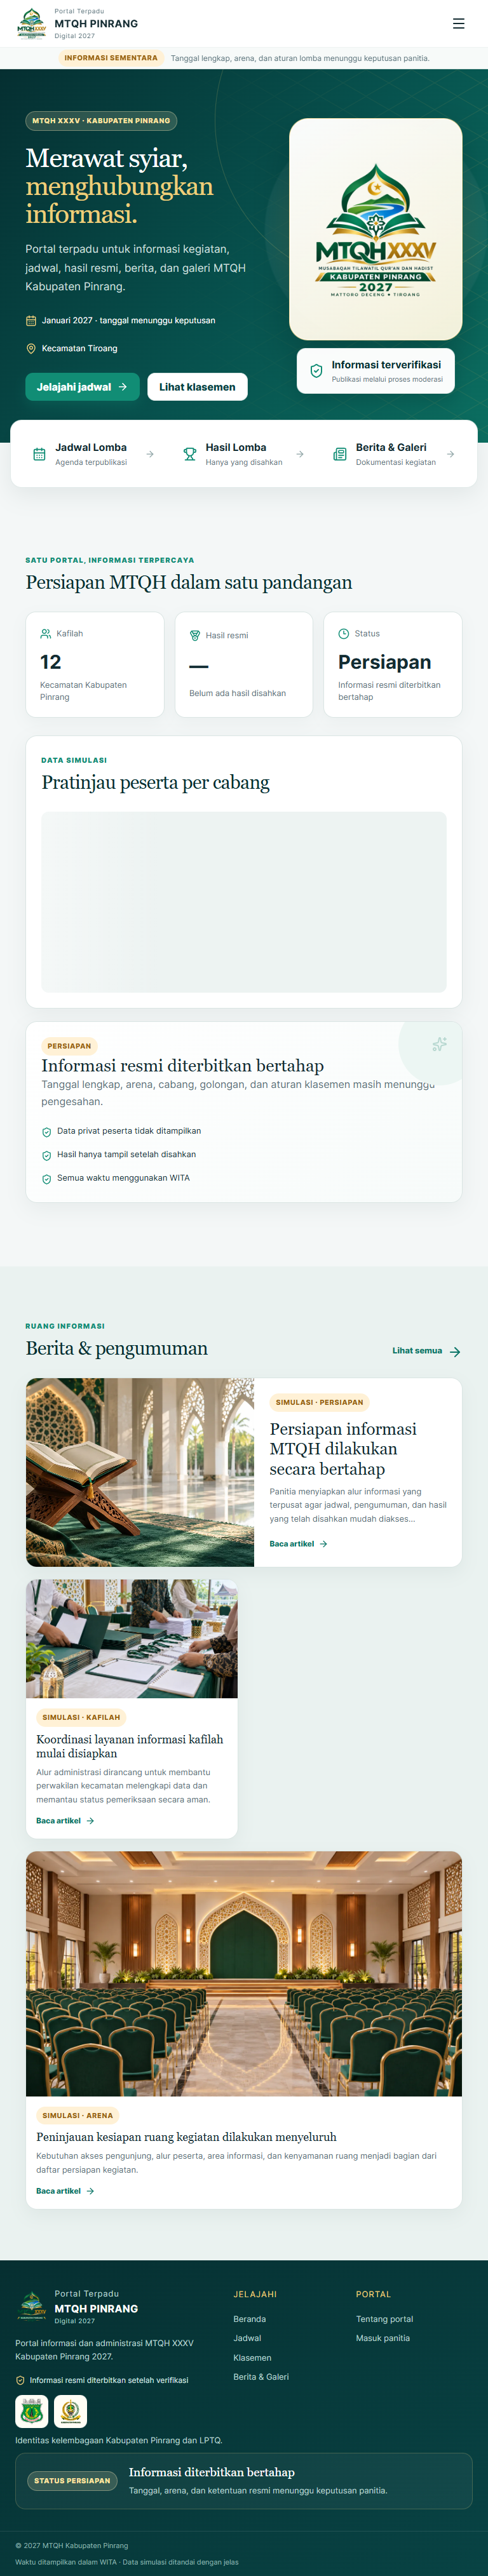 Portal Terpadu
MTQH PINRANG
Digital 2027
INFORMASI SEMENTARA
Tanggal lengkap, arena, dan aturan lomba menunggu keputusan panitia.
MTQH XXXV · KABUPATEN PINRANG
Merawat syiar,
menghubungkan
informasi.
Portal terpadu untuk informasi kegiatan,
jadwal, hasil resmi, berita, dan galeri MTQH
Kabupaten Pinrang.
Januari 2027 · tanggal menunggu keputusan
Kecamatan Tiroang
Jelajahi jadwal
Lihat klasemen
MTQH XXXV
MUSABAQAH TILAWATIL QUR'AN DAN HADIST
KABUPATEN PINRANG
2027
MATTORO GECENG • TIROANG
Informasi terverifikasi
Publikasi melalui proses moderasi
Jadwal Lomba
Agenda terpublikasi
Hasil Lomba
Hanya yang disahkan
Berita & Galeri
Dokumentasi kegiatan
SATU PORTAL, INFORMASI TERPERCAYA
Persiapan MTQH dalam satu pandangan
Kafilah
12
Kecamatan Kabupaten
Pinrang
Hasil resmi
—
Belum ada hasil disahkan
Status
Persiapan
Informasi resmi diterbitkan
bertahap
DATA SIMULASI
Pratinjau peserta per cabang
PERSIAPAN
Informasi resmi diterbitkan bertahap
Tanggal lengkap, arena, cabang, golongan, dan aturan klasemen masih menunggu
pengesahan.
Data privat peserta tidak ditampilkan
Hasil hanya tampil setelah disahkan
Semua waktu menggunakan WITA
RUANG INFORMASI
Berita & pengumuman
Lihat semua
SIMULASI · PERSIAPAN
Persiapan informasi
MTQH dilakukan
secara bertahap
Panitia menyiapkan alur informasi yang
terpusat agar jadwal, pengumuman, dan hasil
yang telah disahkan mudah diakses...
Baca artikel
SIMULASI · KAFILAH
Koordinasi layanan informasi kafilah
mulai disiapkan
Alur administrasi dirancang untuk membantu
perwakilan kecamatan melengkapi data dan
memantau status pemeriksaan secara aman.
Baca artikel
SIMULASI · ARENA
Peninjauan kesiapan ruang kegiatan dilakukan menyeluruh
Kebutuhan akses pengunjung, alur peserta, area informasi, dan kenyamanan ruang menjadi bagian dari
daftar persiapan kegiatan.
Baca artikel
Portal Terpadu
MTQH PINRANG
Digital 2027
Portal informasi dan administrasi MTQH XXXV
Kabupaten Pinrang 2027.
Informasi resmi diterbitkan setelah verifikasi
Identitas kelembagaan Kabupaten Pinrang dan LPTQ.
JELAJAHI
Beranda
Jadwal
Klasemen
Berita & Galeri
PORTAL
Tentang portal
Masuk panitia
STATUS PERSIAPAN
Informasi diterbitkan bertahap
Tanggal, arena, dan ketentuan resmi menunggu keputusan panitia.
© 2027 MTQH Kabupaten Pinrang
Waktu ditampilkan dalam WITA · Data simulasi ditandai dengan jelas